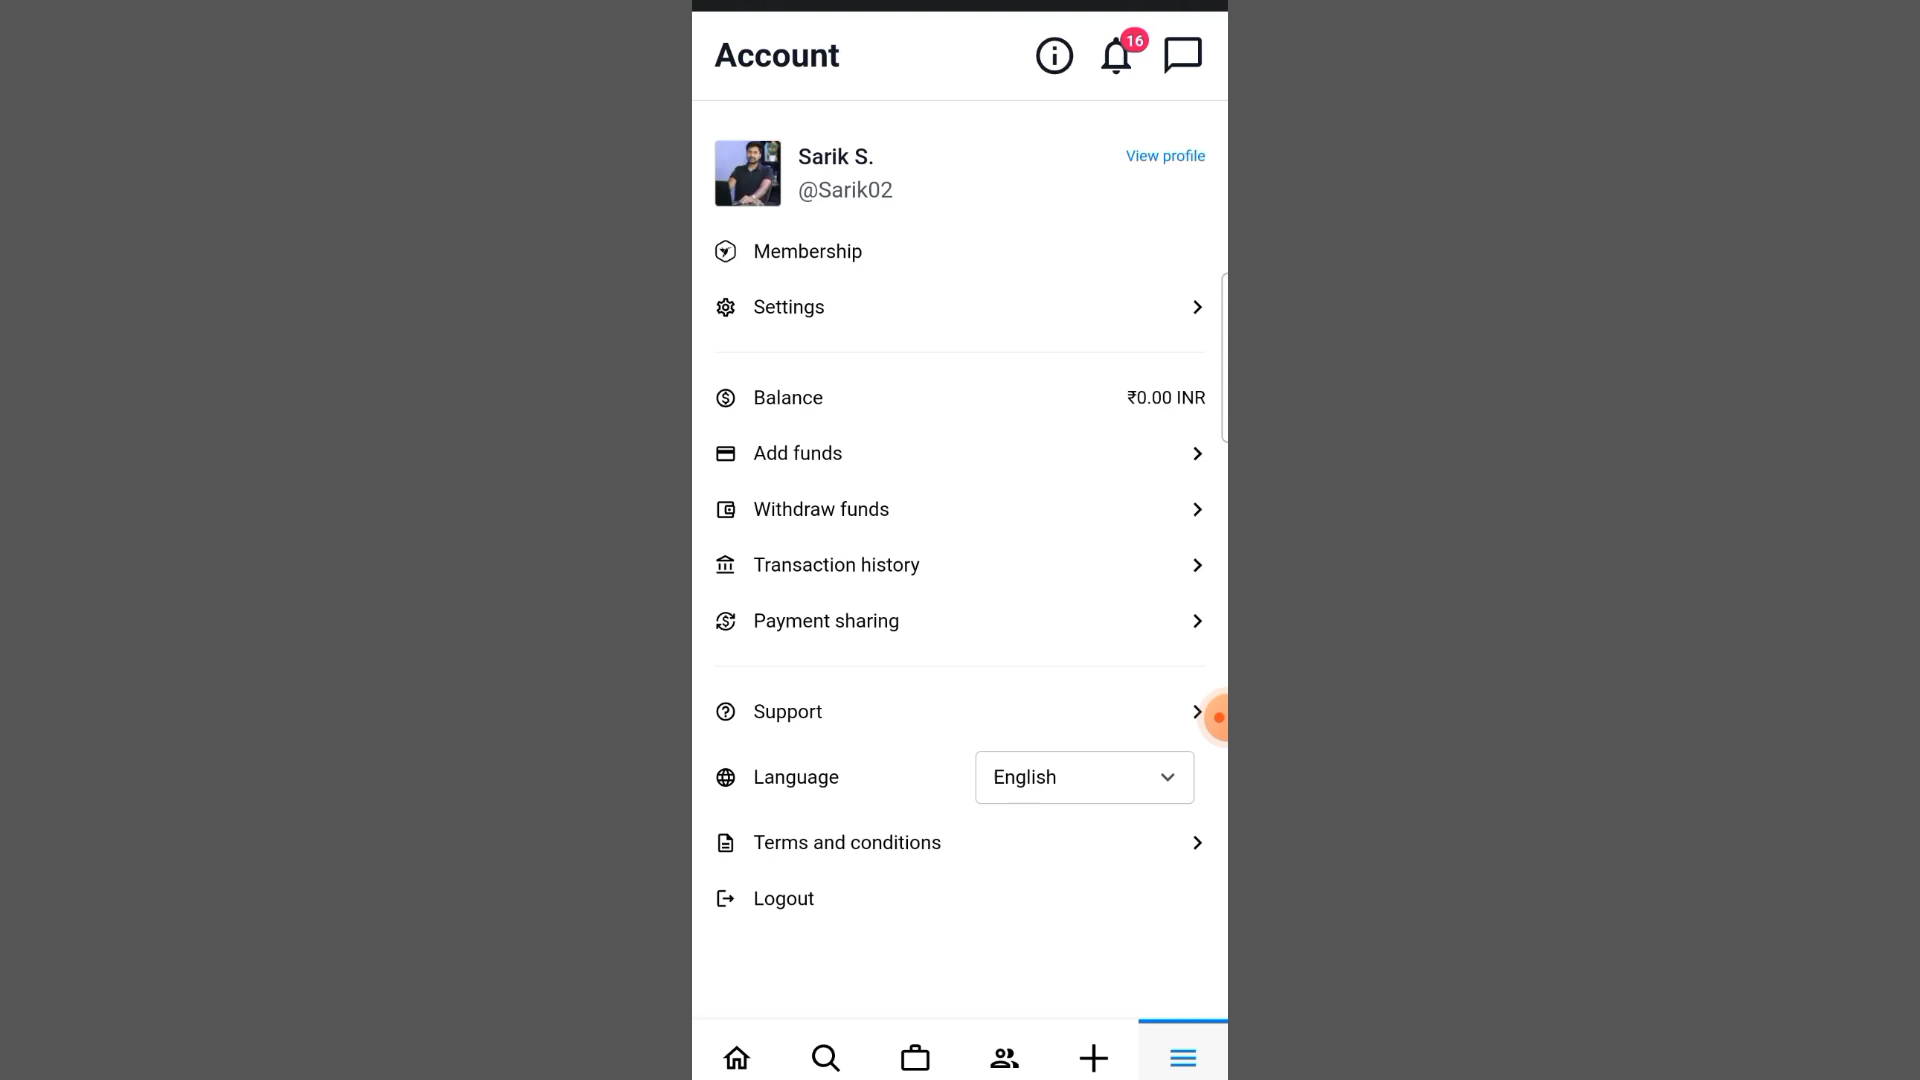 Account
16
Sarik S.
View profile
@Sarik02
Membership
Settings
Balance
₹0.00 INR
Add funds
Withdraw funds
Transaction history
Payment sharing
Support
Language
English
Terms and conditions
Logout